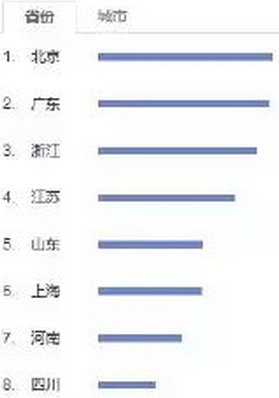 省份 城市
1. 北京
2. 广东
3. 浙江
4. 江苏
5. 山东
6. 上海
7. 河南
8. 四川